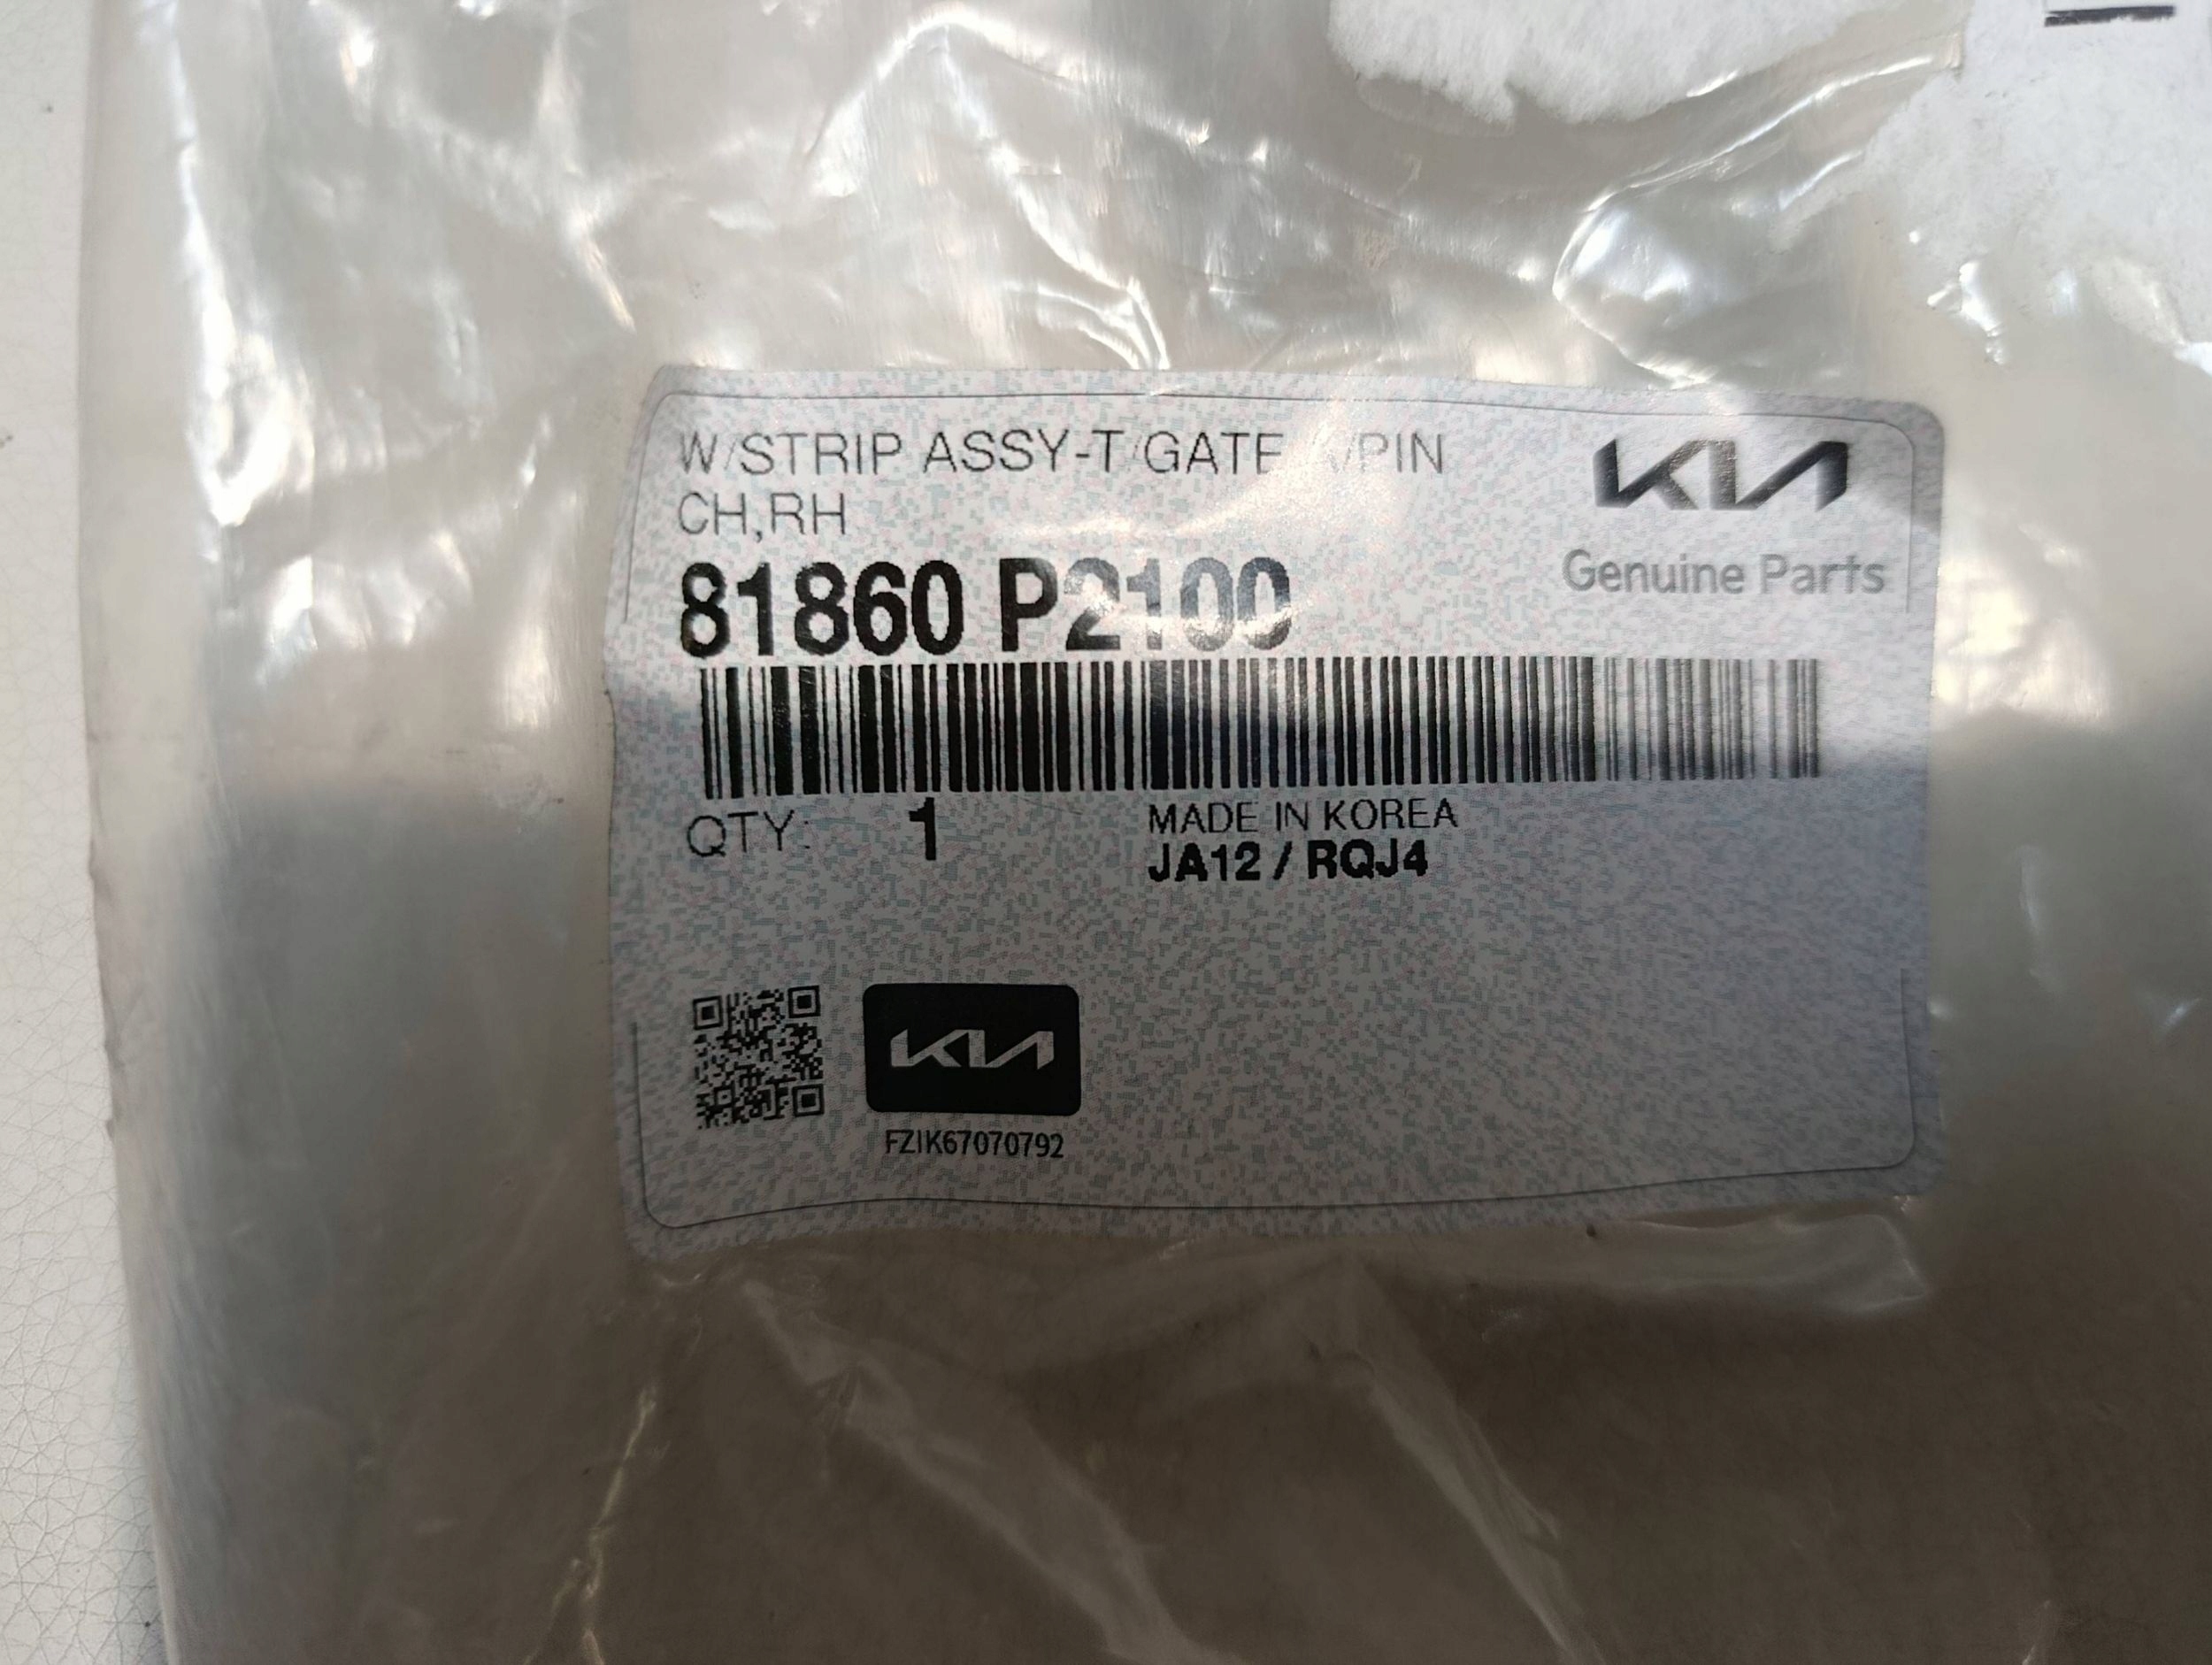 W/STRIP ASSY-T/GATE A/PIN
CH,RH
KIA
Genuine Parts
81860 P2100
QTY: 1
MADE IN KOREA
JA12 / RQJ4
KIA
FZIK67070792